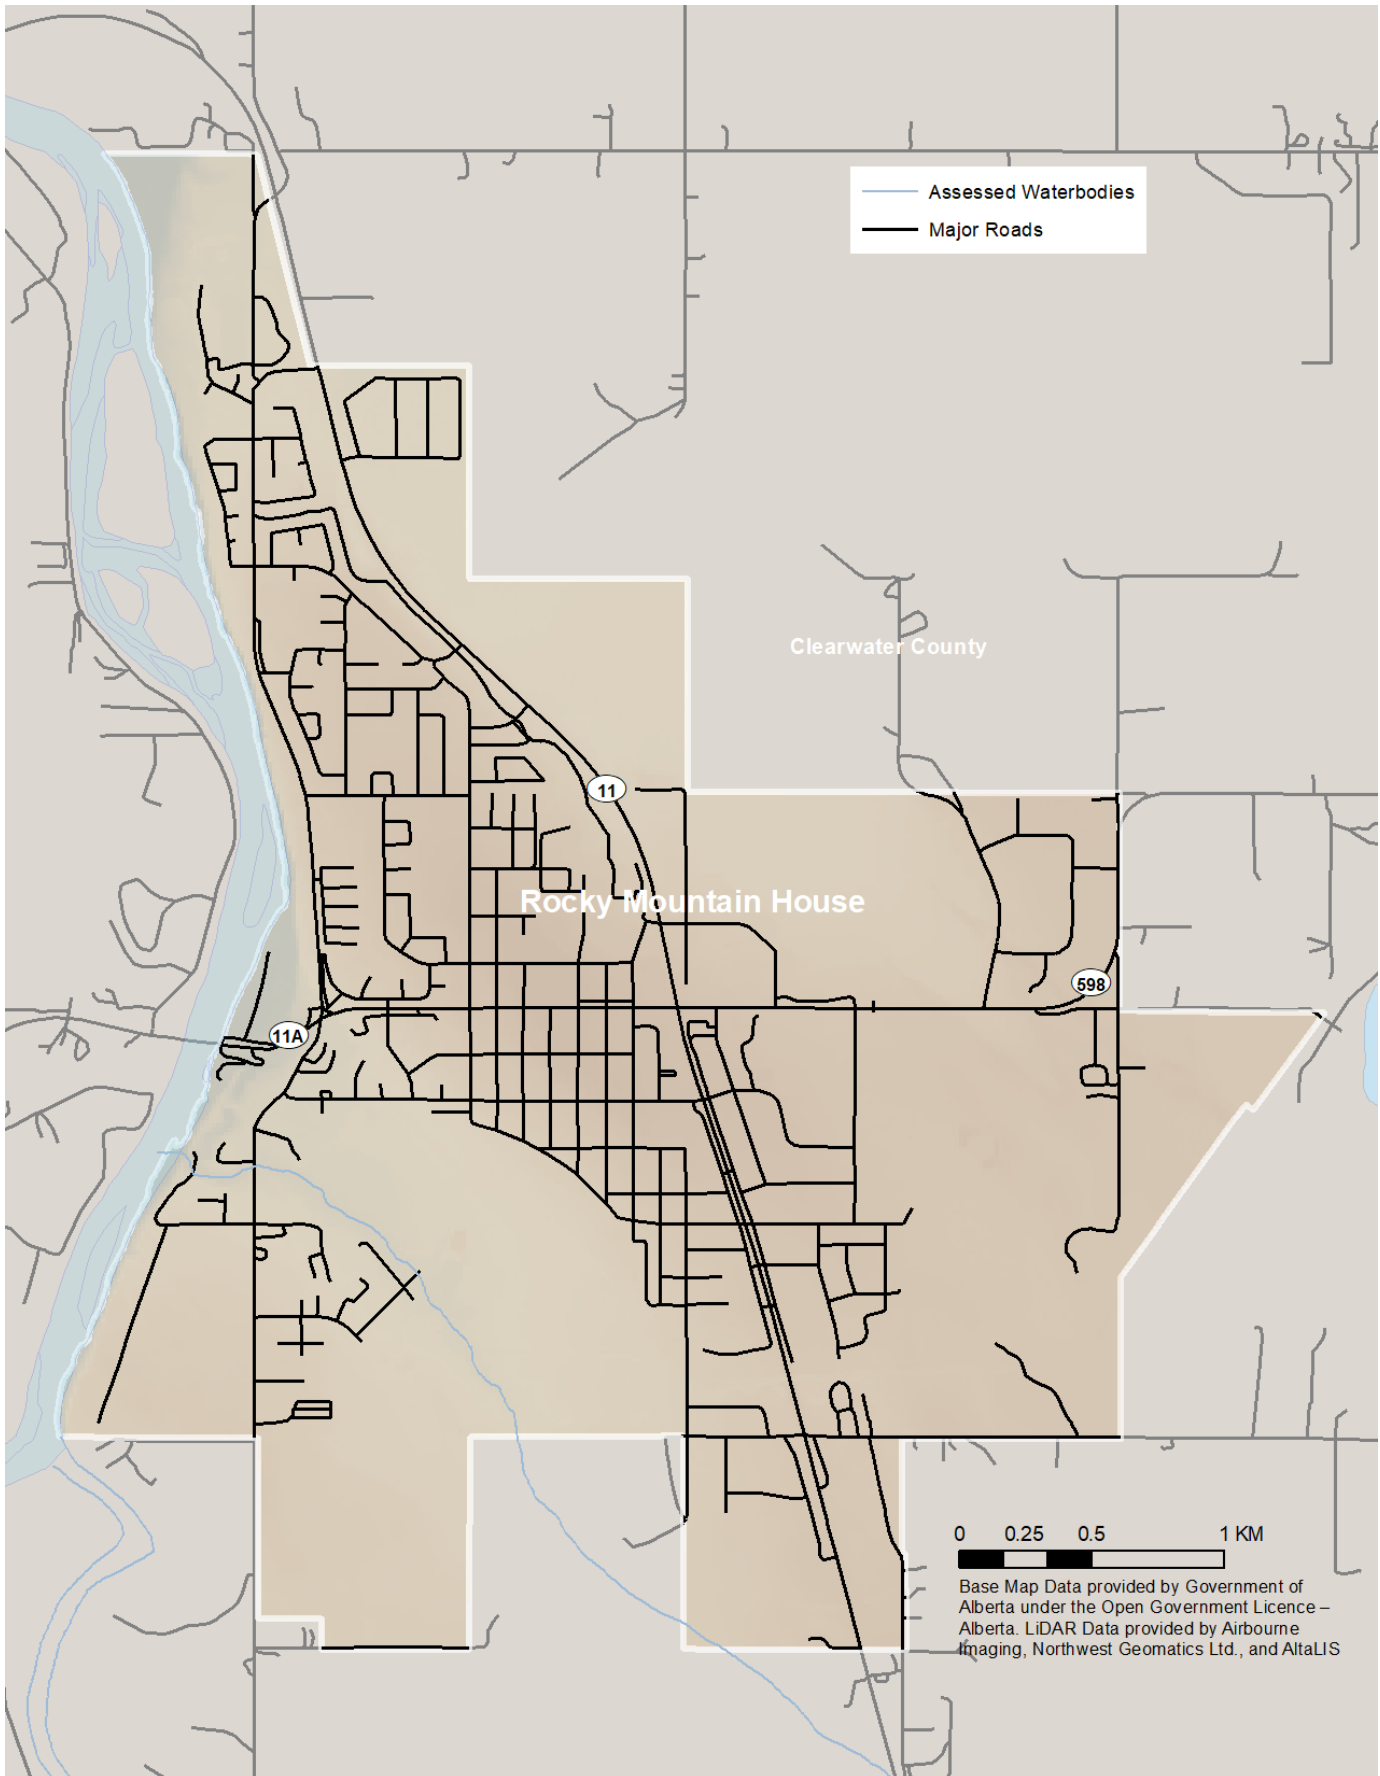 Assessed Waterbodies
Major Roads
Clearwater County
11
Rocky Mountain House
598
11A
0 0.25 0.5 1 KM
Base Map Data provided by Government of
Alberta under the Open Government Licence –
Alberta. LiDAR Data provided by Airbourne
Imaging, Northwest Geomatics Ltd., and AltaLIS